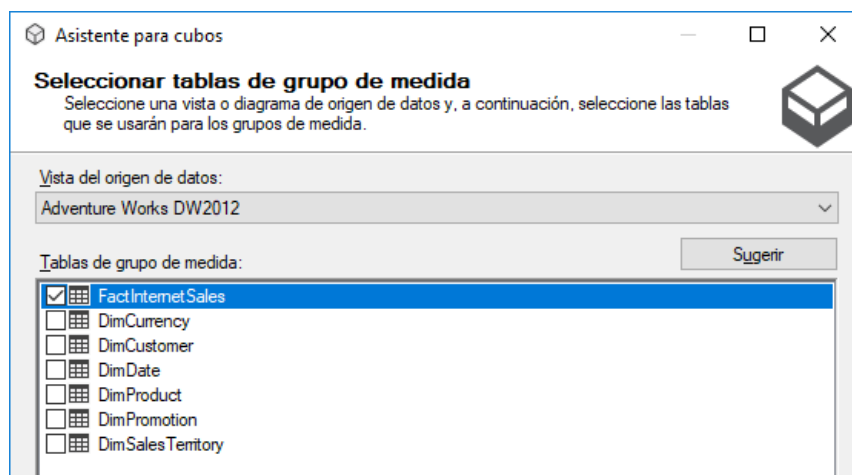 Asistente para cubos
Seleccionar tablas de grupo de medida
Seleccione una vista o diagrama de origen de datos y, a continuación, seleccione las tablas
que se usarán para los grupos de medida.
Vista del origen de datos:
Adventure Works DW2012
Sugerir
Tablas de grupo de medida:
FactInternetSales
DimCurrency
DimCustomer
DimDate
DimProduct
DimPromotion
DimSalesTerritory